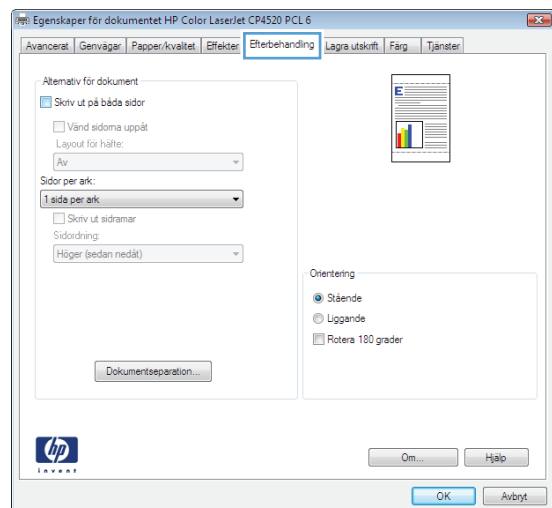 Egenskaper för dokumentet HP Color LaserJet CP4520 PCL 6
Avancerat Genvägar Papper/kvalitet Effekter Efterbehandling Lagra utskrift Färg Tjänster
Alternativ för dokument
Skriv ut på båda sidor
Vänd sidorna uppåt
Layout för häfte:
Av
Sidor per ark:
1 sida per ark
Skriv ut sidramar
Sidordning:
Höger (sedan nedåt)
Dokumentseparation...
E
Orientering
Stående
Liggande
Rotera 180 grader
hp
invent
Om... Hjälp
OK Avbryt